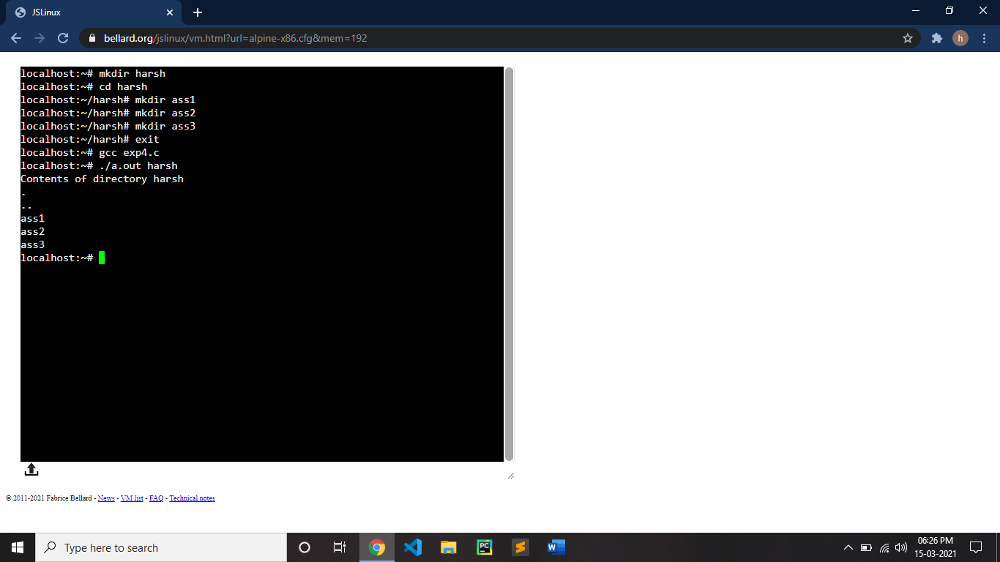 JSLinux
bellard.org/jslinux/vm.html?url=alpine-x86.cfg&mem=192
h
localhost:~# mkdir harsh
localhost:~# cd harsh
localhost:~/harsh# mkdir ass1
localhost:~/harsh# mkdir ass2
localhost:~/harsh# mkdir ass3
localhost:~/harsh# exit
localhost:~# gcc exp4.c
localhost:~# ./a.out harsh
Contents of directory harsh
.
..
ass1
ass2
ass3
localhost:~#
© 2011-2021 Fabrice Bellard - News - VM list - FAQ - Technical notes
Type here to search
PC
W
06:26 PM
15-03-2021